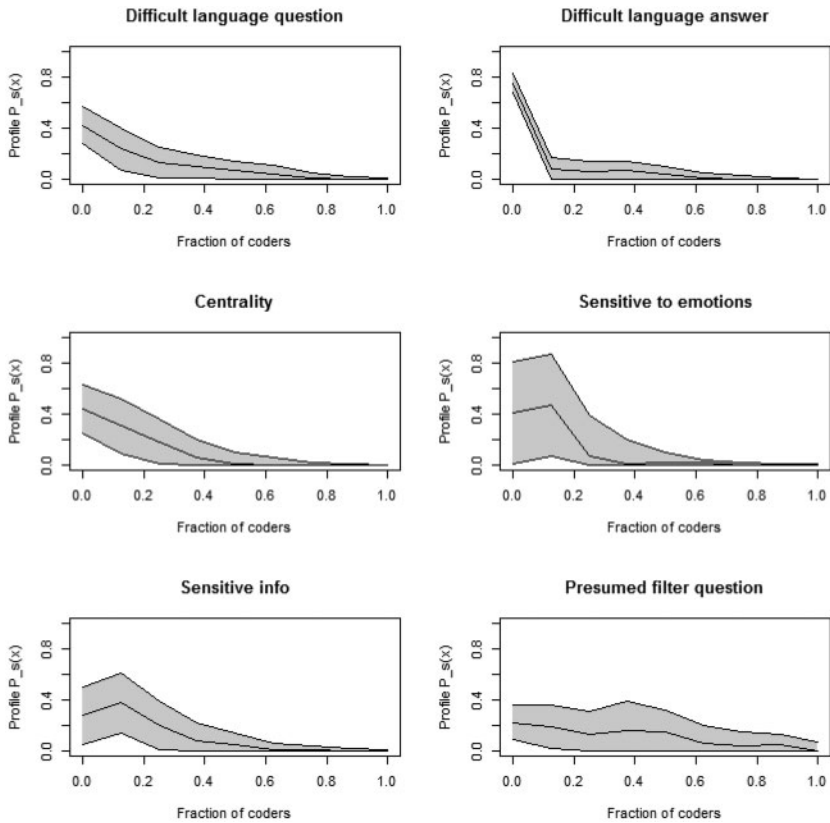 Difficult language question
Difficult language answer
Profile P_s(x)
0.0 0.4 0.8
0.0 0.2 0.4 0.6 0.8 1.0
Fraction of coders
Profile P_s(x)
0.0 0.4 0.8
0.0 0.2 0.4 0.6 0.8 1.0
Fraction of coders
Centrality
Sensitive to emotions
Profile P_s(x)
0.0 0.4 0.8
0.0 0.2 0.4 0.6 0.8 1.0
Fraction of coders
Profile P_s(x)
0.0 0.4 0.8
0.0 0.2 0.4 0.6 0.8 1.0
Fraction of coders
Sensitive info
Presumed filter question
Profile P_s(x)
0.0 0.4 0.8
0.0 0.2 0.4 0.6 0.8 1.0
Fraction of coders
Profile P_s(x)
0.0 0.4 0.8
0.0 0.2 0.4 0.6 0.8 1.0
Fraction of coders